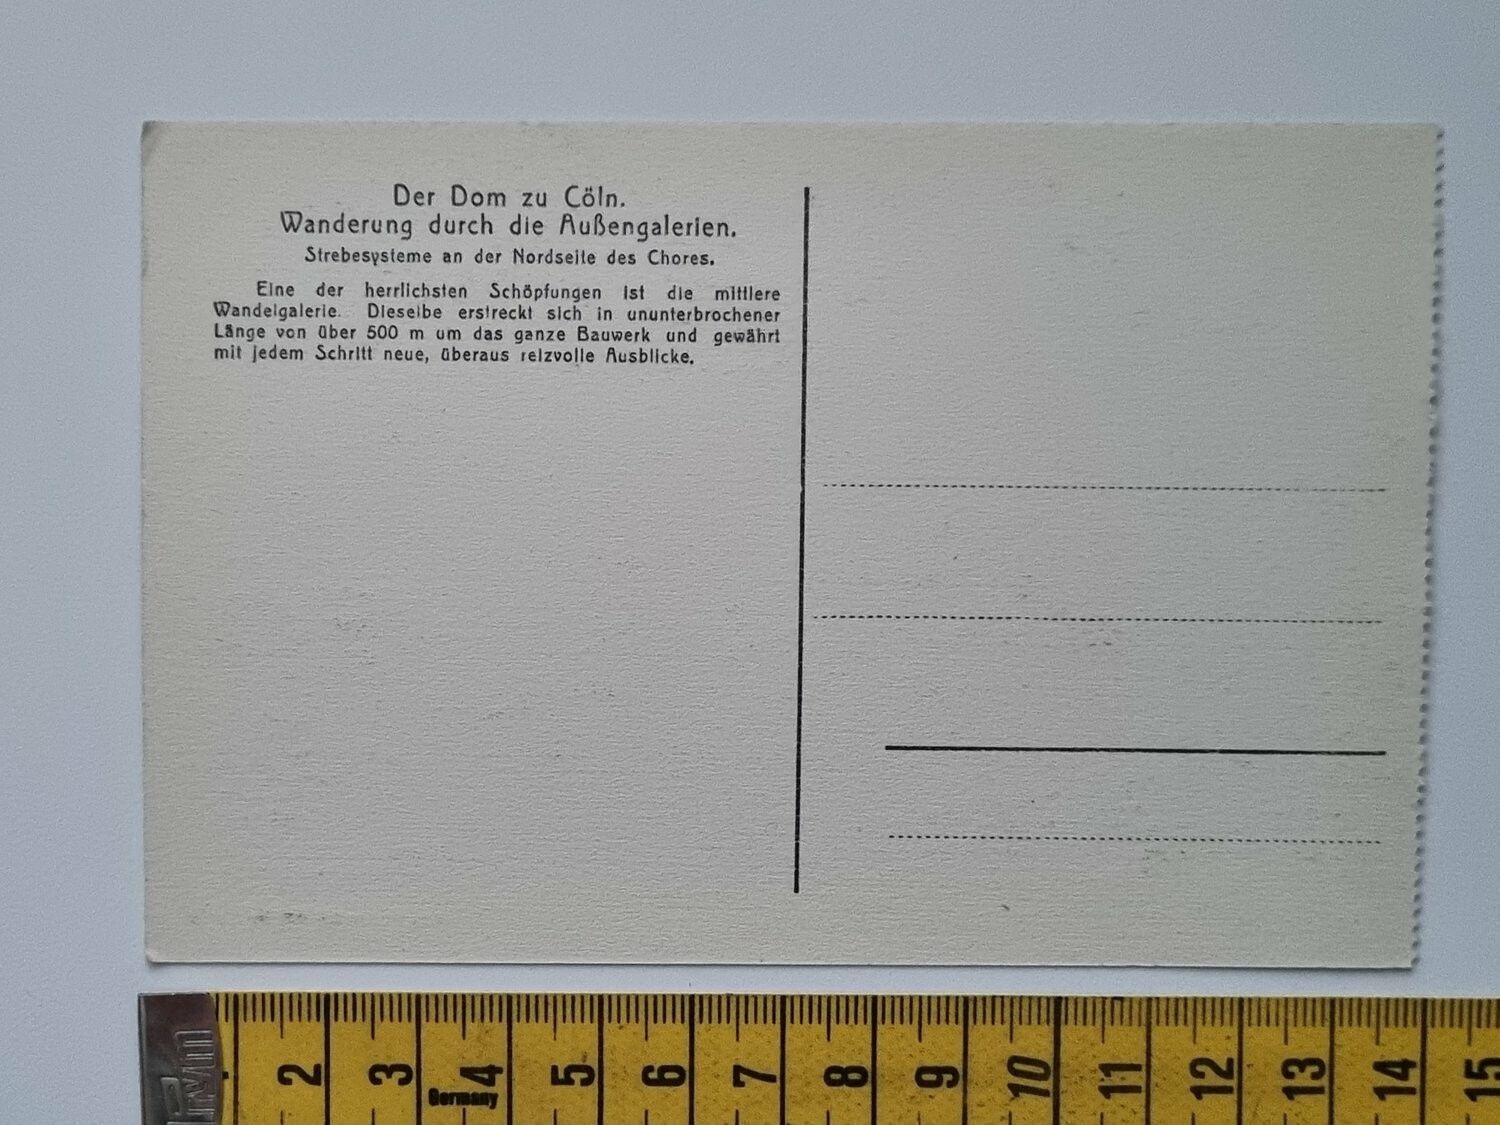 Der Dom zu Cöln.
Wanderung durch die Außengalerien.
Strebesysteme an der Nordseite des Chores.
Eine der herrlichsten Schöpfungen ist die mittlere
Wandelgalerie. Dieselbe erstreckt sich in ununterbrochener
Länge von über 500 m um das ganze Bauwerk und gewährt
mit jedem Schritt neue, überaus reizvolle Ausblicke.
2 3 4 5 6 7 8 9 10 11 12 13 14 15
Germany